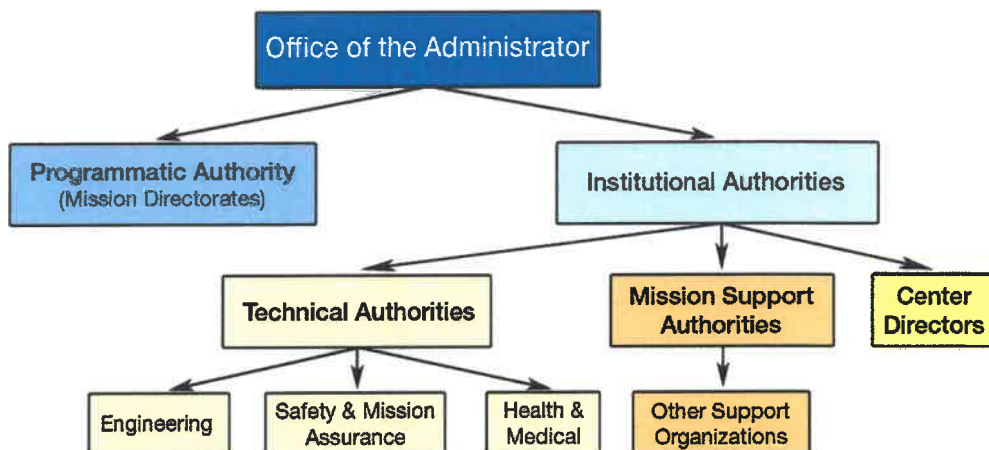 Office of the Administrator
Programmatic Authority
(Mission Directorates)
Institutional Authorities
Technical Authorities
Mission Support
Authorities
Center
Directors
Engineering
Safety & Mission
Assurance
Health &
Medical
Other Support
Organizations